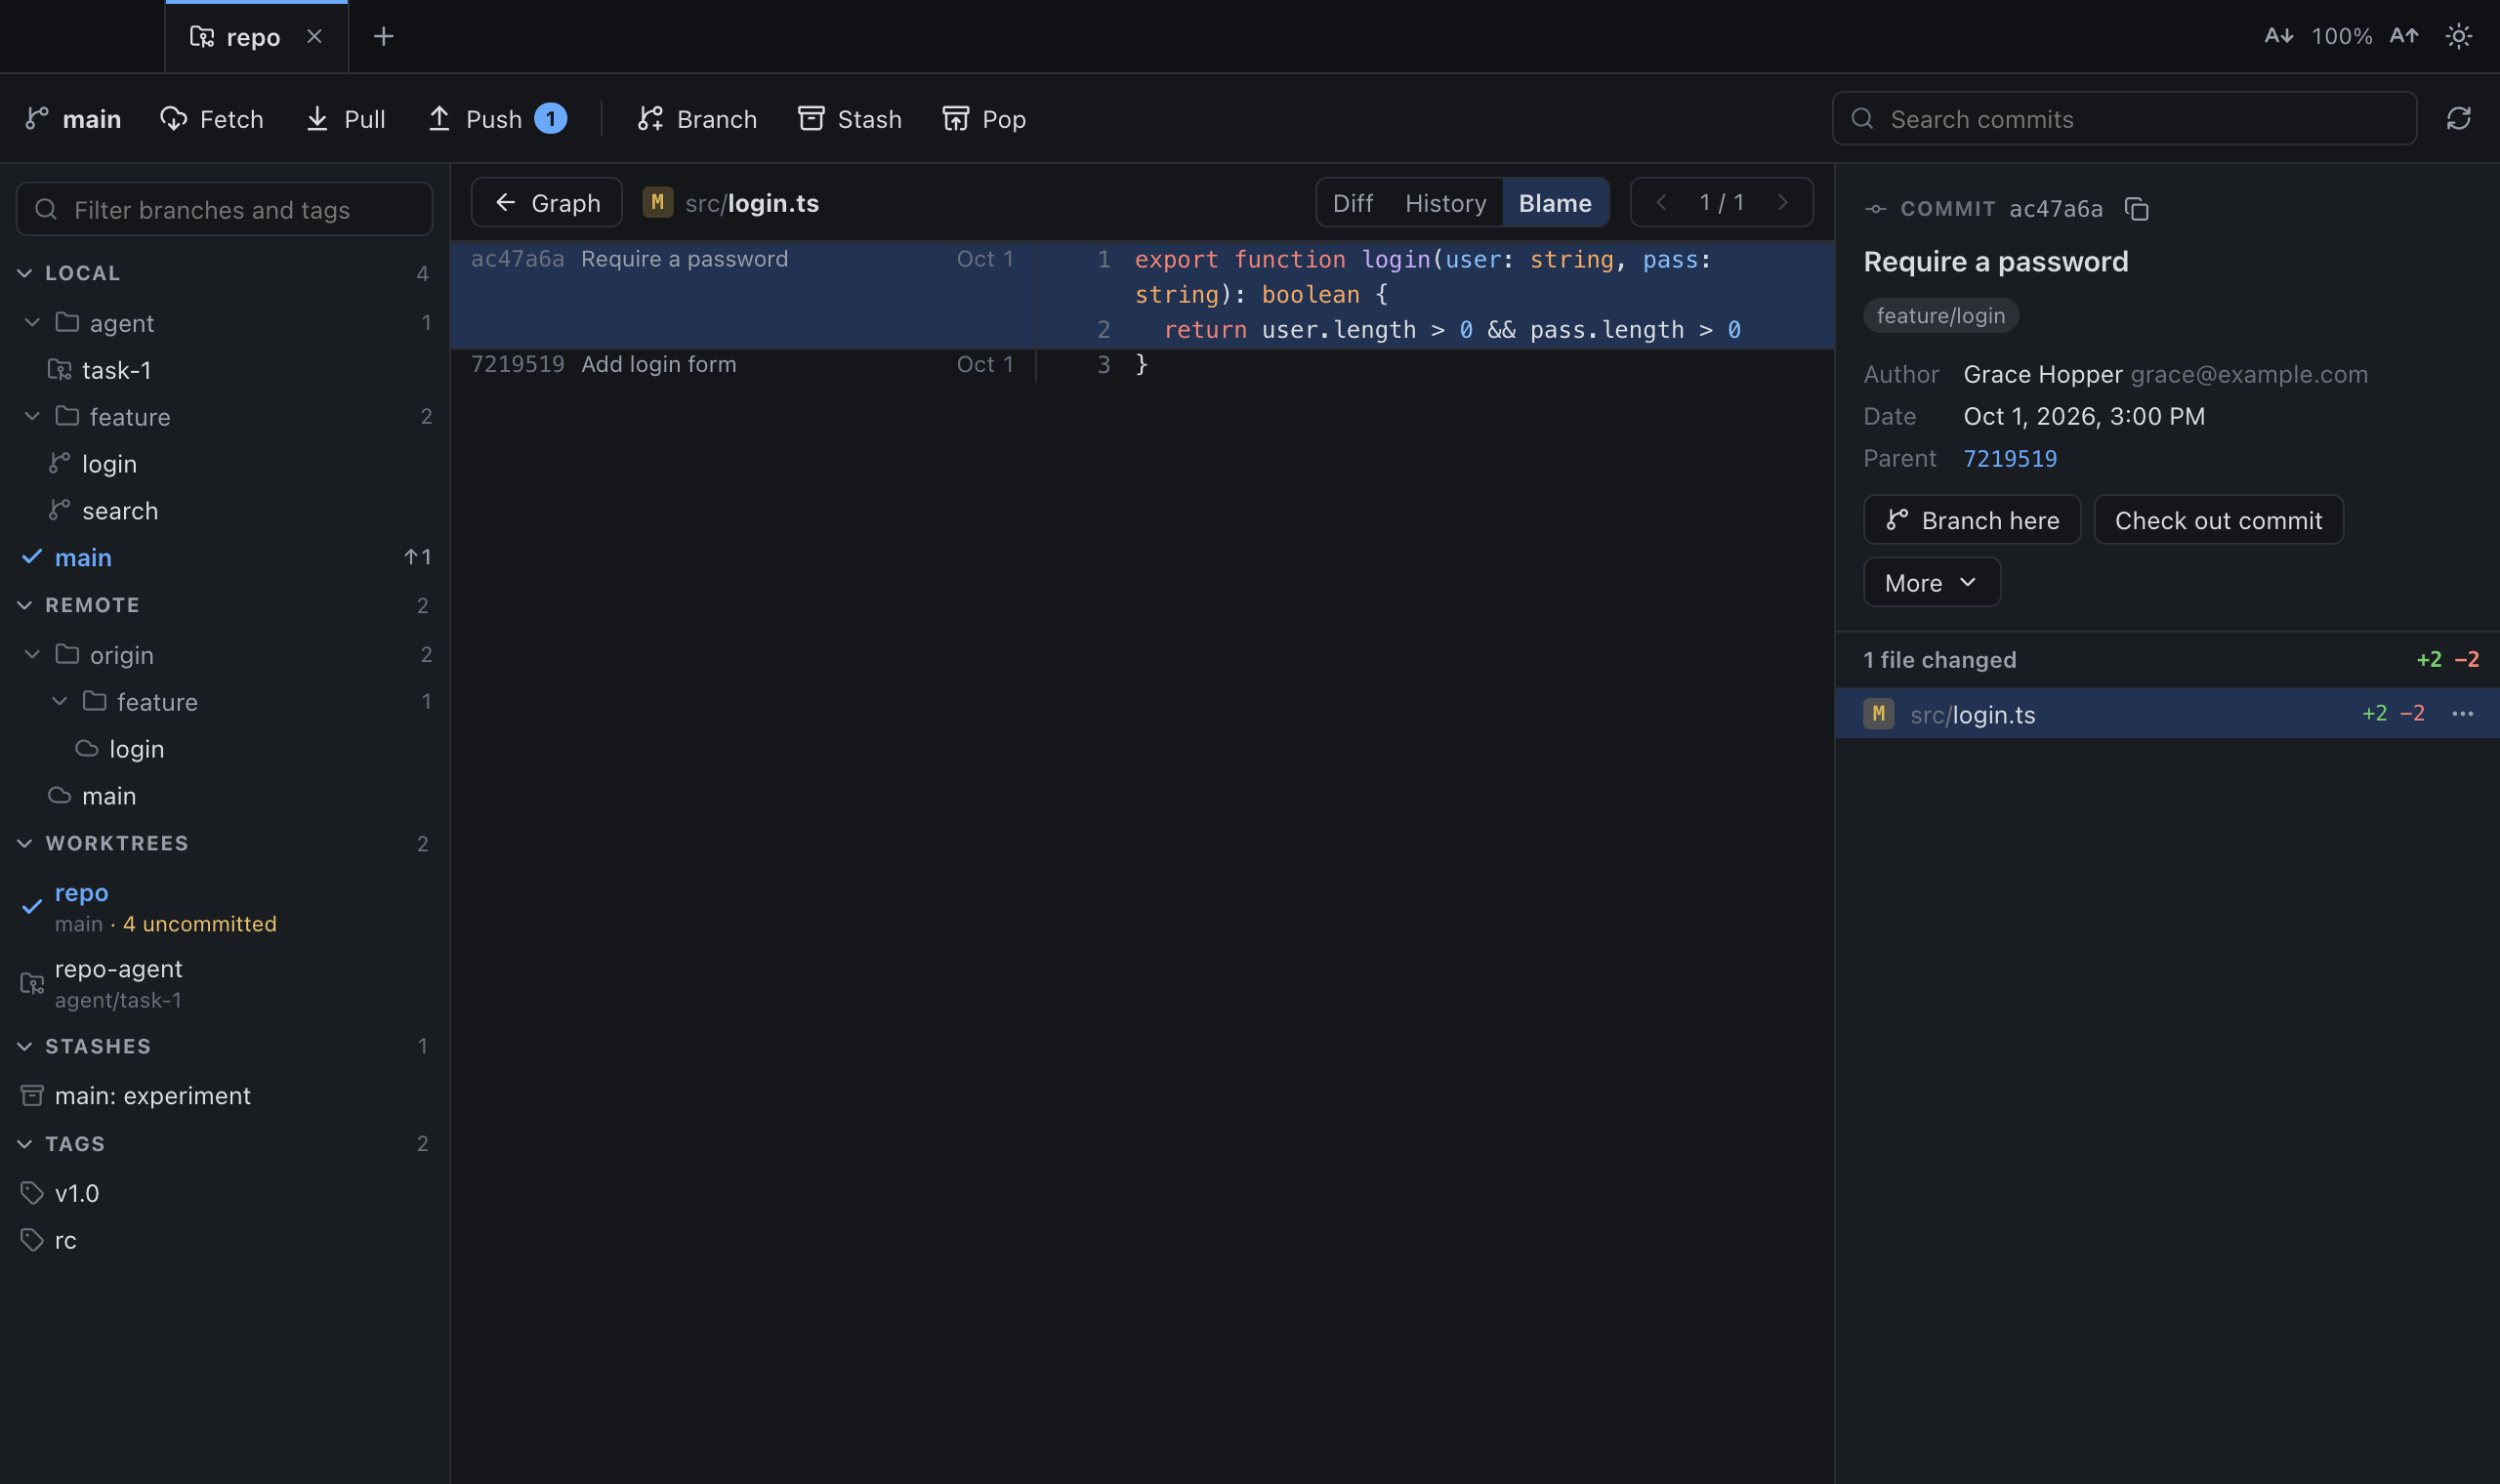 repo
100%
main
Fetch
Pull
Push 1
Branch
Stash
Pop
Search commits
Filter branches and tags
LOCAL 4
agent 1
task-1
feature 2
login
search
main ↑1
REMOTE 2
origin 2
feature 1
login
main
WORKTREES 2
repo
main · 4 uncommitted
repo-agent
agent/task-1
STASHES 1
main: experiment
TAGS 2
v1.0
rc
Graph
M src/login.ts
Diff History Blame
1 / 1
ac47a6a Require a password Oct 1
1 export function login(user: string, pass:
string): boolean {
2 return user.length > 0 && pass.length > 0
7219519 Add login form Oct 1
3 }
COMMIT ac47a6a
Require a password
feature/login
Author Grace Hopper grace@example.com
Date Oct 1, 2026, 3:00 PM
Parent 7219519
Branch here
Check out commit
More
1 file changed +2 −2
M src/login.ts +2 −2